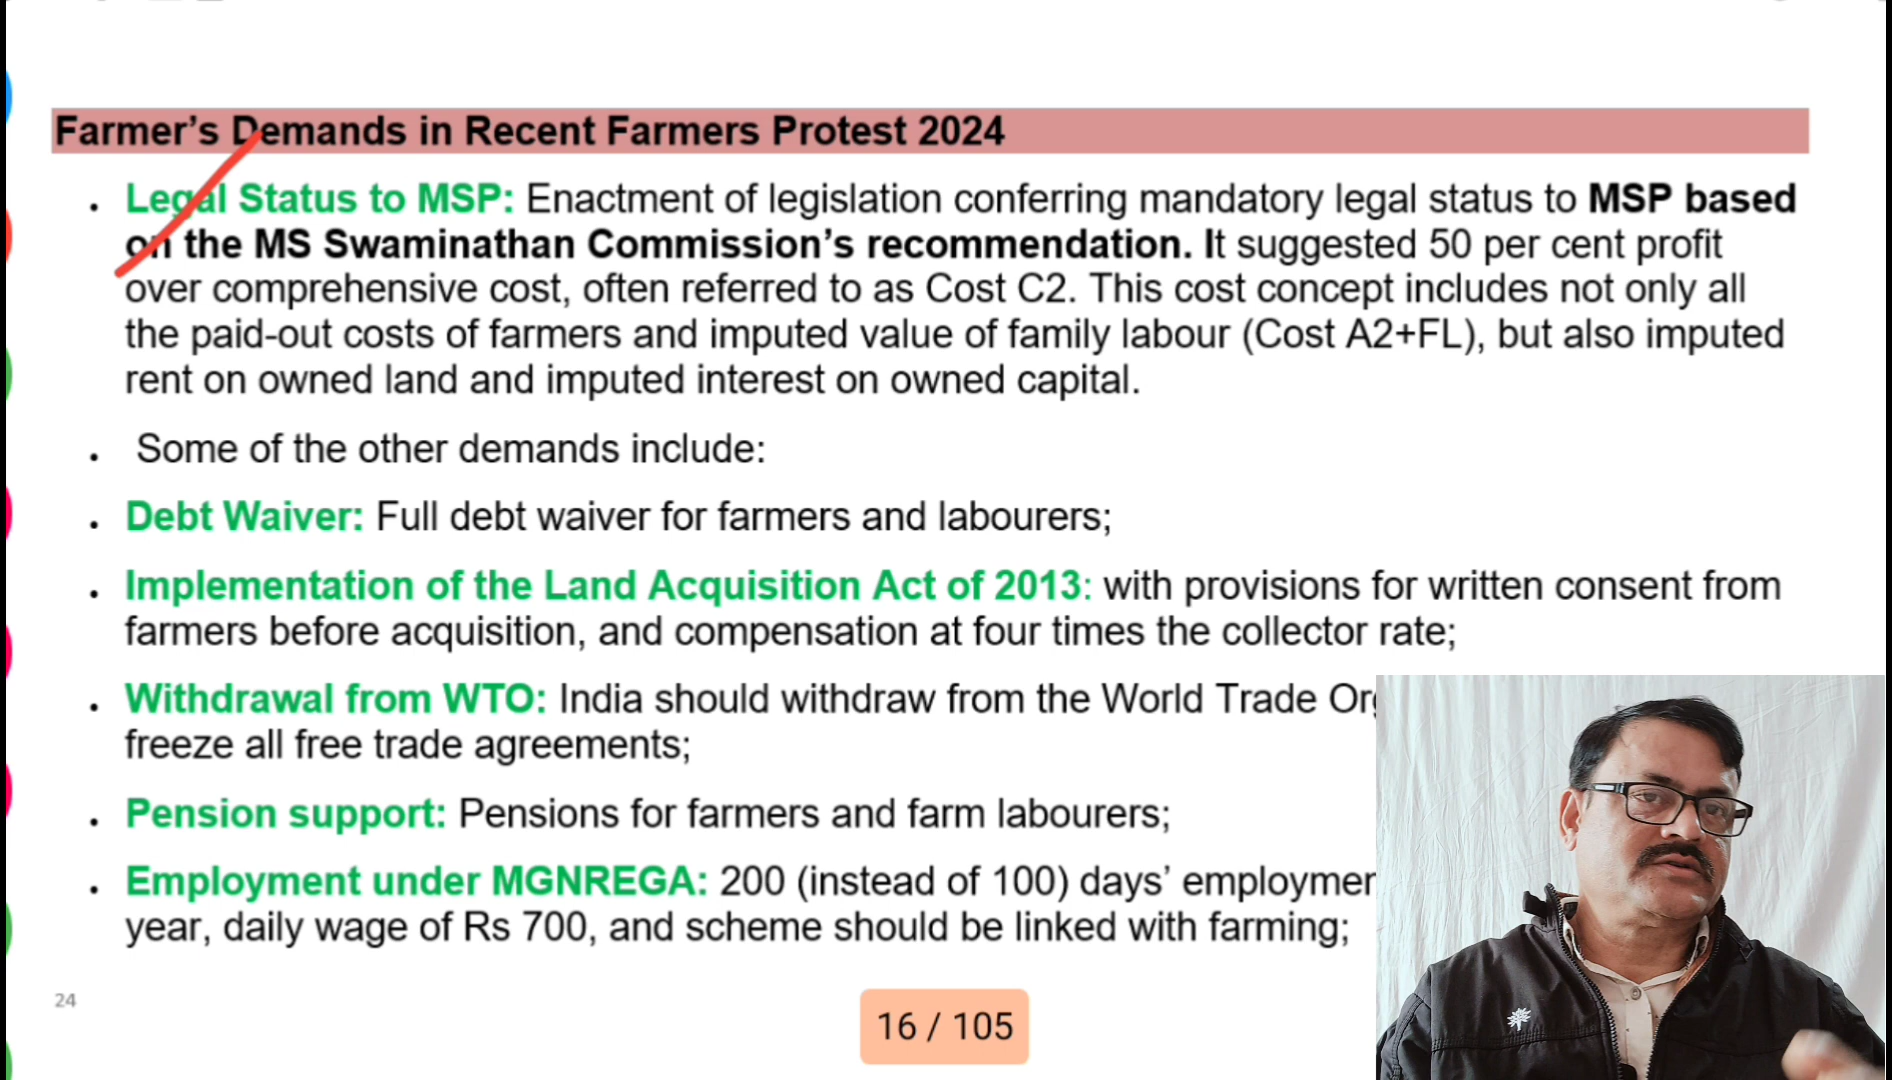 Farmer's Demands in Recent Farmers Protest 2024
• Legal Status to MSP: Enactment of legislation conferring mandatory legal status to MSP based
on the MS Swaminathan Commission's recommendation. It suggested 50 per cent profit
over comprehensive cost, often referred to as Cost C2. This cost concept includes not only all
the paid-out costs of farmers and imputed value of family labour (Cost A2+FL), but also imputed
rent on owned land and imputed interest on owned capital.
• Some of the other demands include:
• Debt Waiver: Full debt waiver for farmers and labourers;
• Implementation of the Land Acquisition Act of 2013: with provisions for written consent from
farmers before acquisition, and compensation at four times the collector rate;
• Withdrawal from WTO: India should withdraw from the World Trade
freeze all free trade agreements;
• Pension support: Pensions for farmers and farm labourers;
• Employment under MGNREGA: 200 (instead of 100) days'
year, daily wage of Rs 700, and scheme should be linked with farming;
24
16 / 105